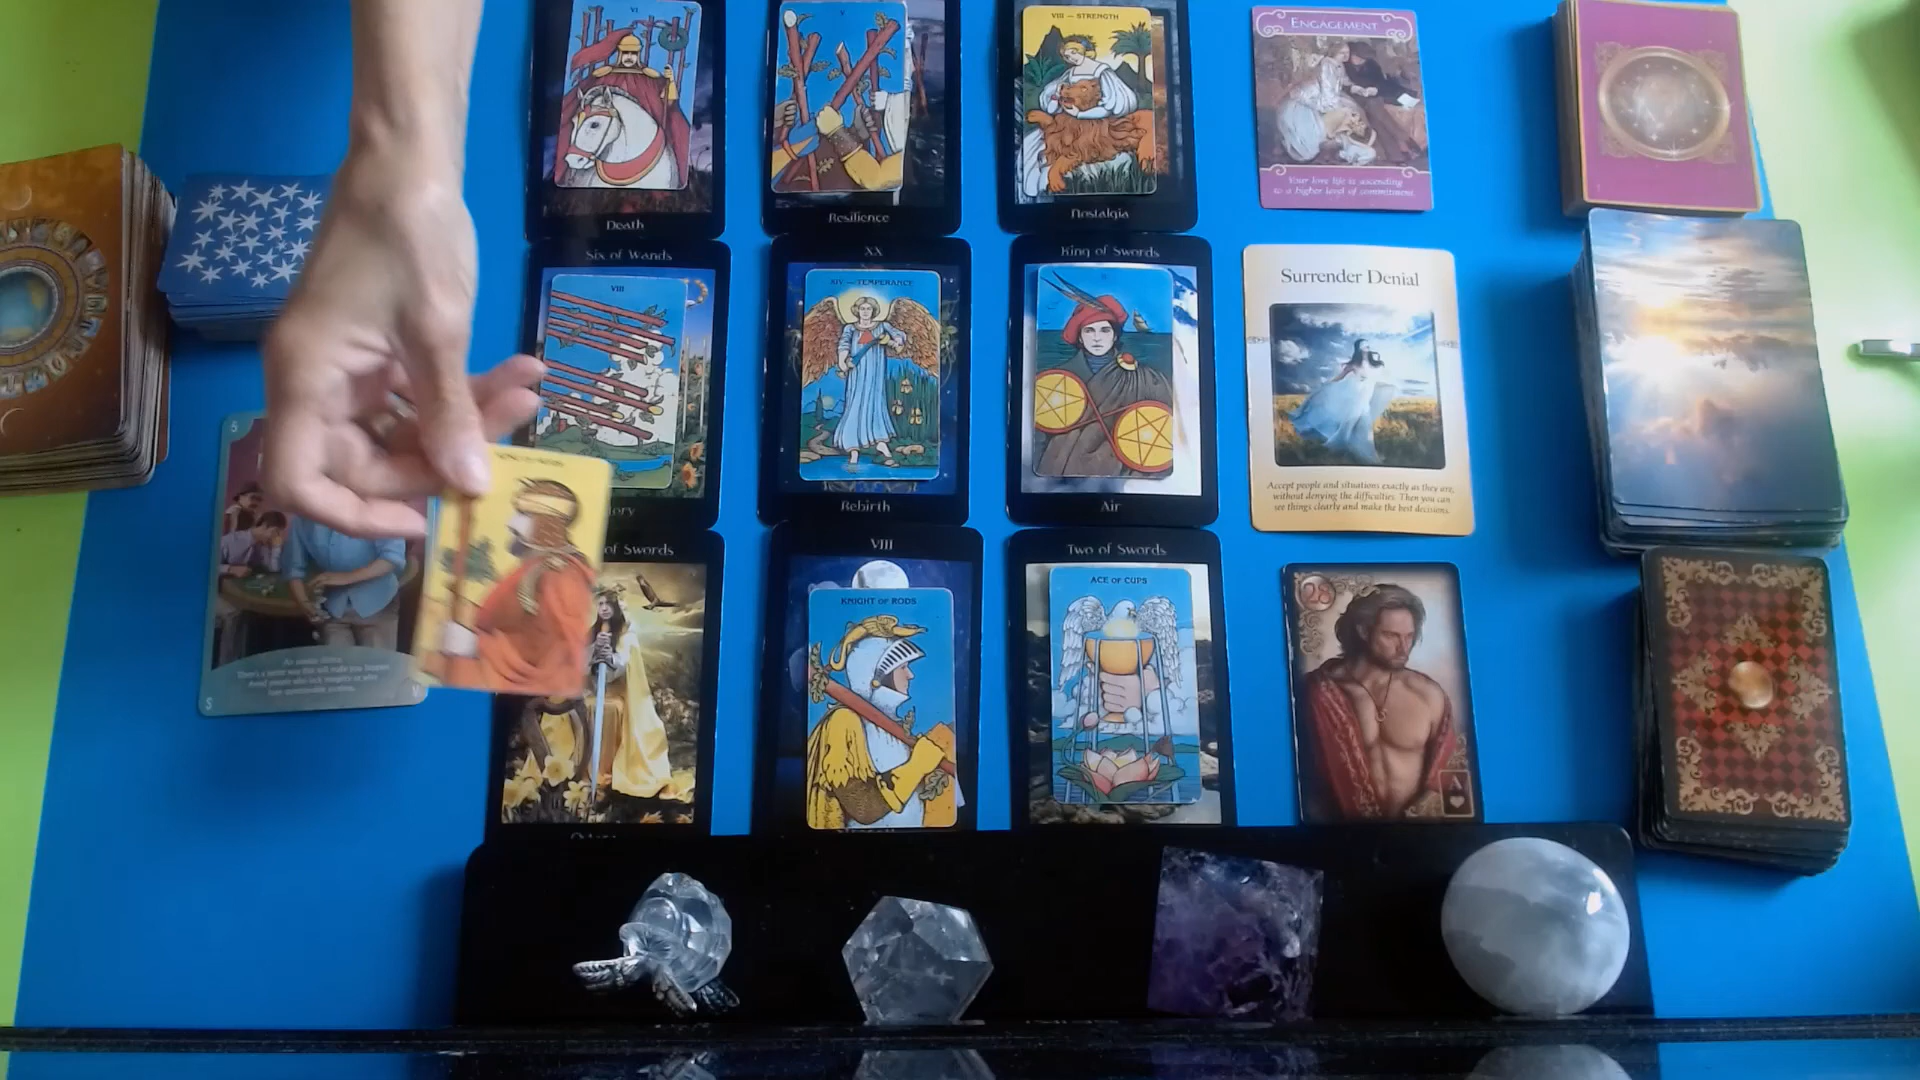 VI
Death
V
Resilience
VIII — STRENGTH
Nostalgia
ENGAGEMENT
Your love life is ascending
to a higher level of commitment.
Six of Wands
VIII
XX
XIV — TEMPERANCE
Rebirth
King of Swords
Air
Surrender Denial
Accept people and situations exactly as they are,
without denying the difficulties. Then you can
see things clearly and make the best decisions.
5
S
of Swords
VIII
KNIGHT OF RODS
Two of Swords
ACE OF CUPS
28
A